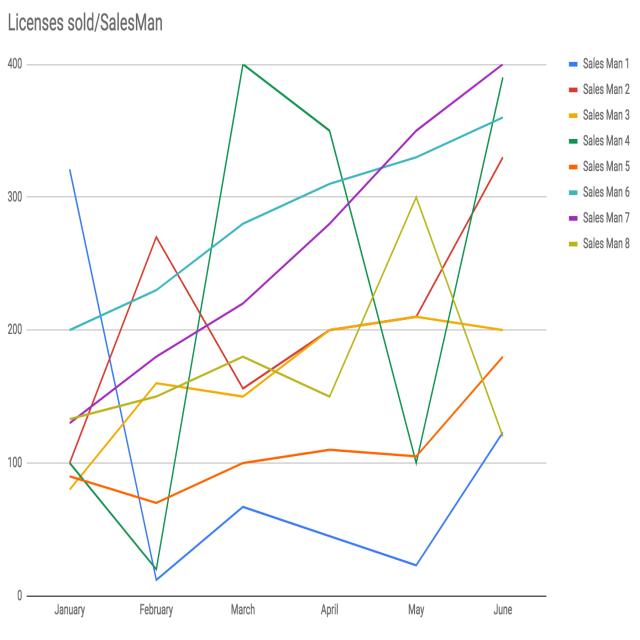 Licenses sold/SalesMan
400
300
200
100
0
January February March April May June
Sales Man 1
Sales Man 2
Sales Man 3
Sales Man 4
Sales Man 5
Sales Man 6
Sales Man 7
Sales Man 8